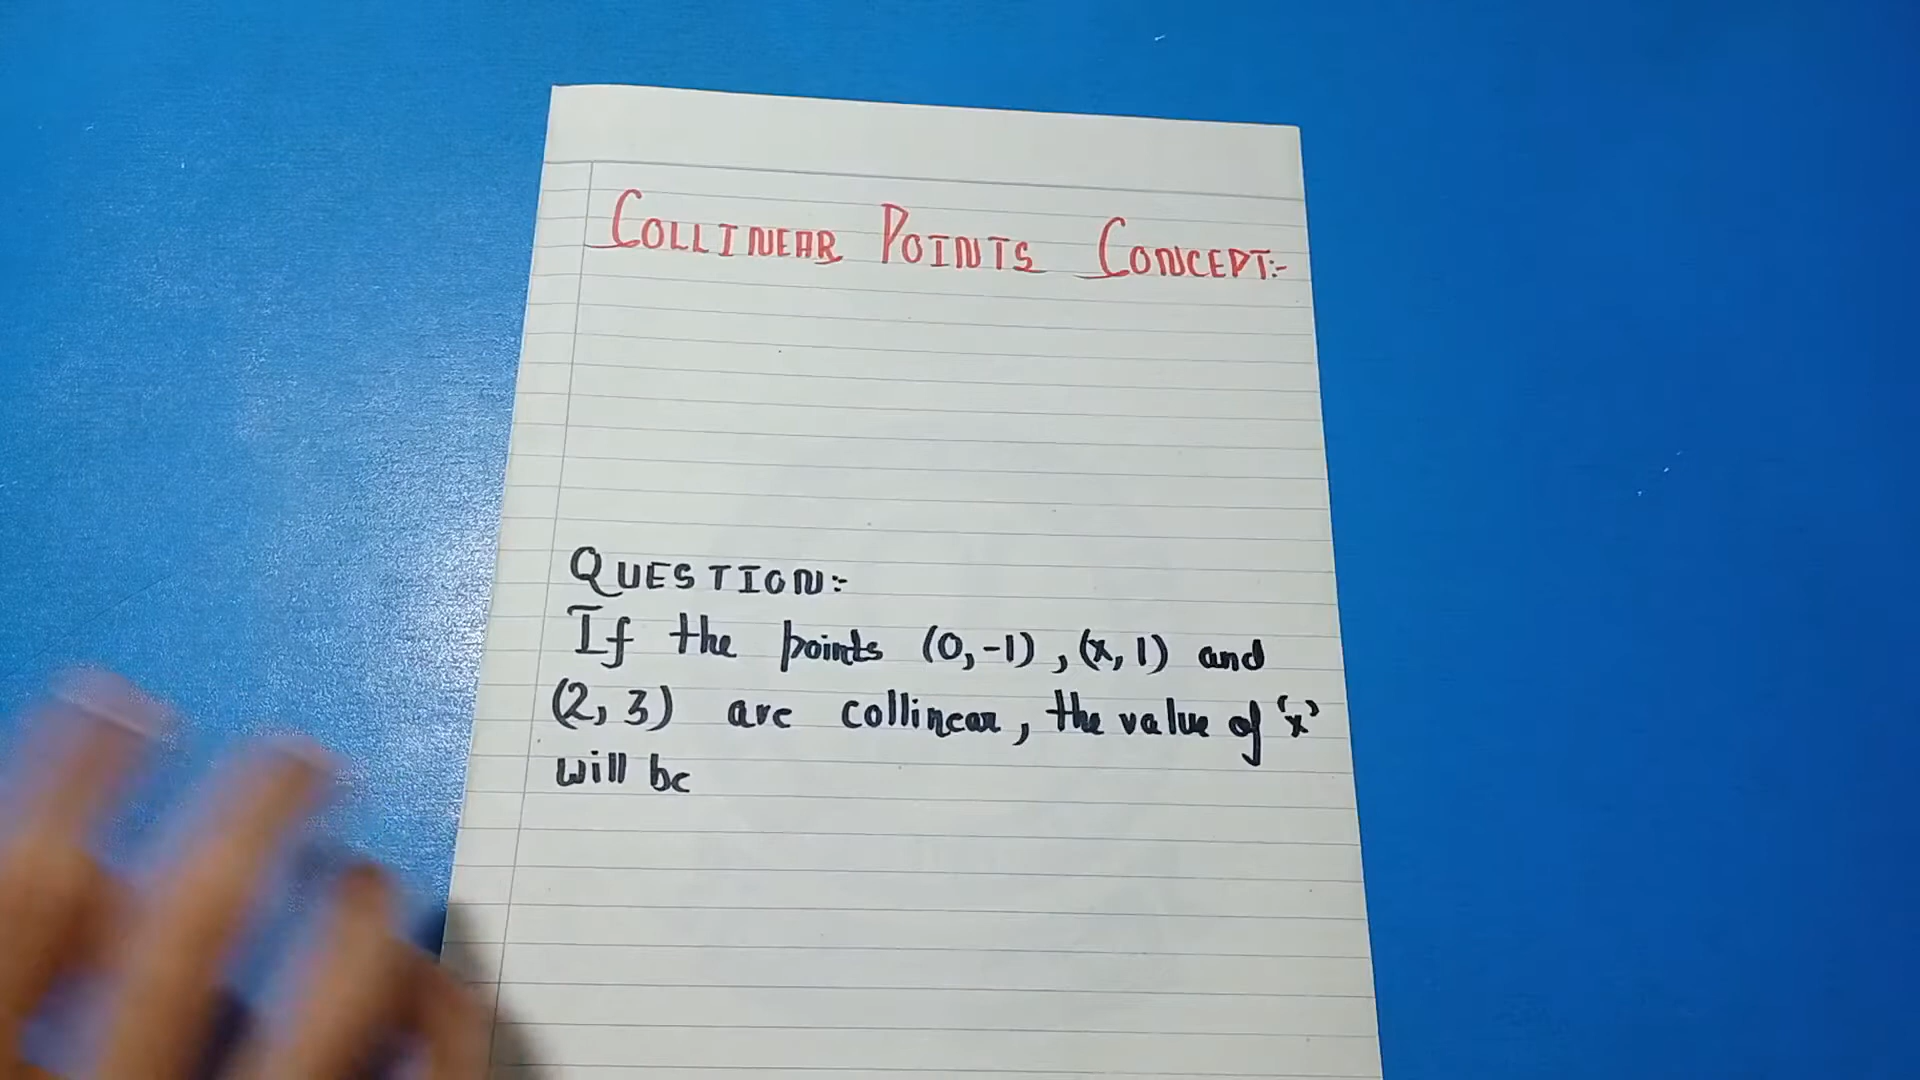 COLLINEAR POINTS CONCEPT:-
QUESTION:-
If the points (0,-1), (x, 1) and
(2, 3) are collinear, the value of 'x'
will be